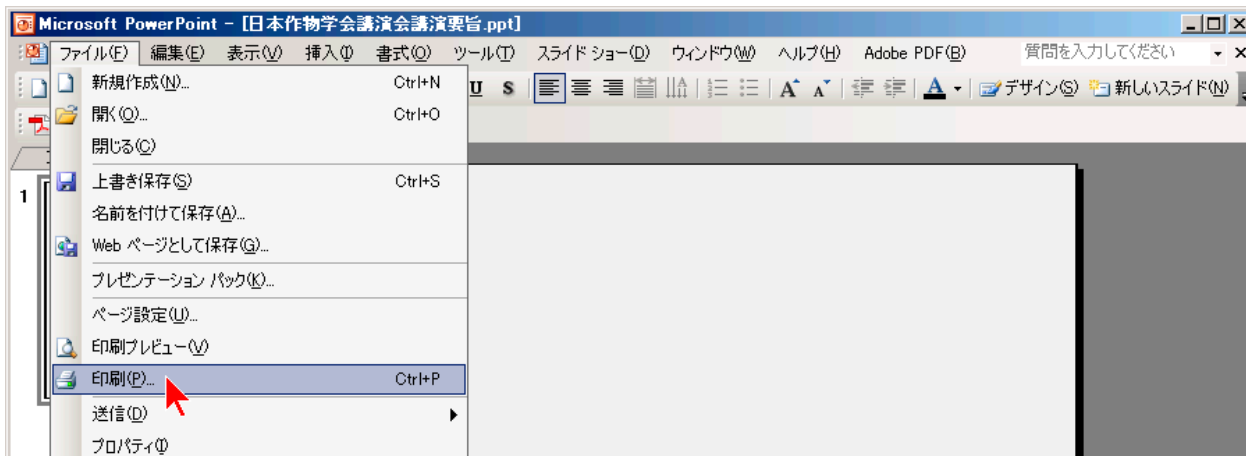 Microsoft PowerPoint - [日本作物学会講演会講演要旨.ppt]
ファイル(F) 編集(E) 表示(V) 挿入(I) 書式(O) ツール(T) スライド ショー(D) ウィンドウ(W) ヘルプ(H) Adobe PDF(B) 質問を入力してください
新規作成(N)... Ctrl+N
U S A A A デザイン(S) 新しいスライド(N)
開く(O)... Ctrl+O
閉じる(C)
上書き保存(S) Ctrl+S
1
名前を付けて保存(A)...
Web ページとして保存(G)...
プレゼンテーション パック(K)...
ページ設定(U)...
印刷プレビュー(V)
印刷(P)... Ctrl+P
送信(D)
プロパティ(I)